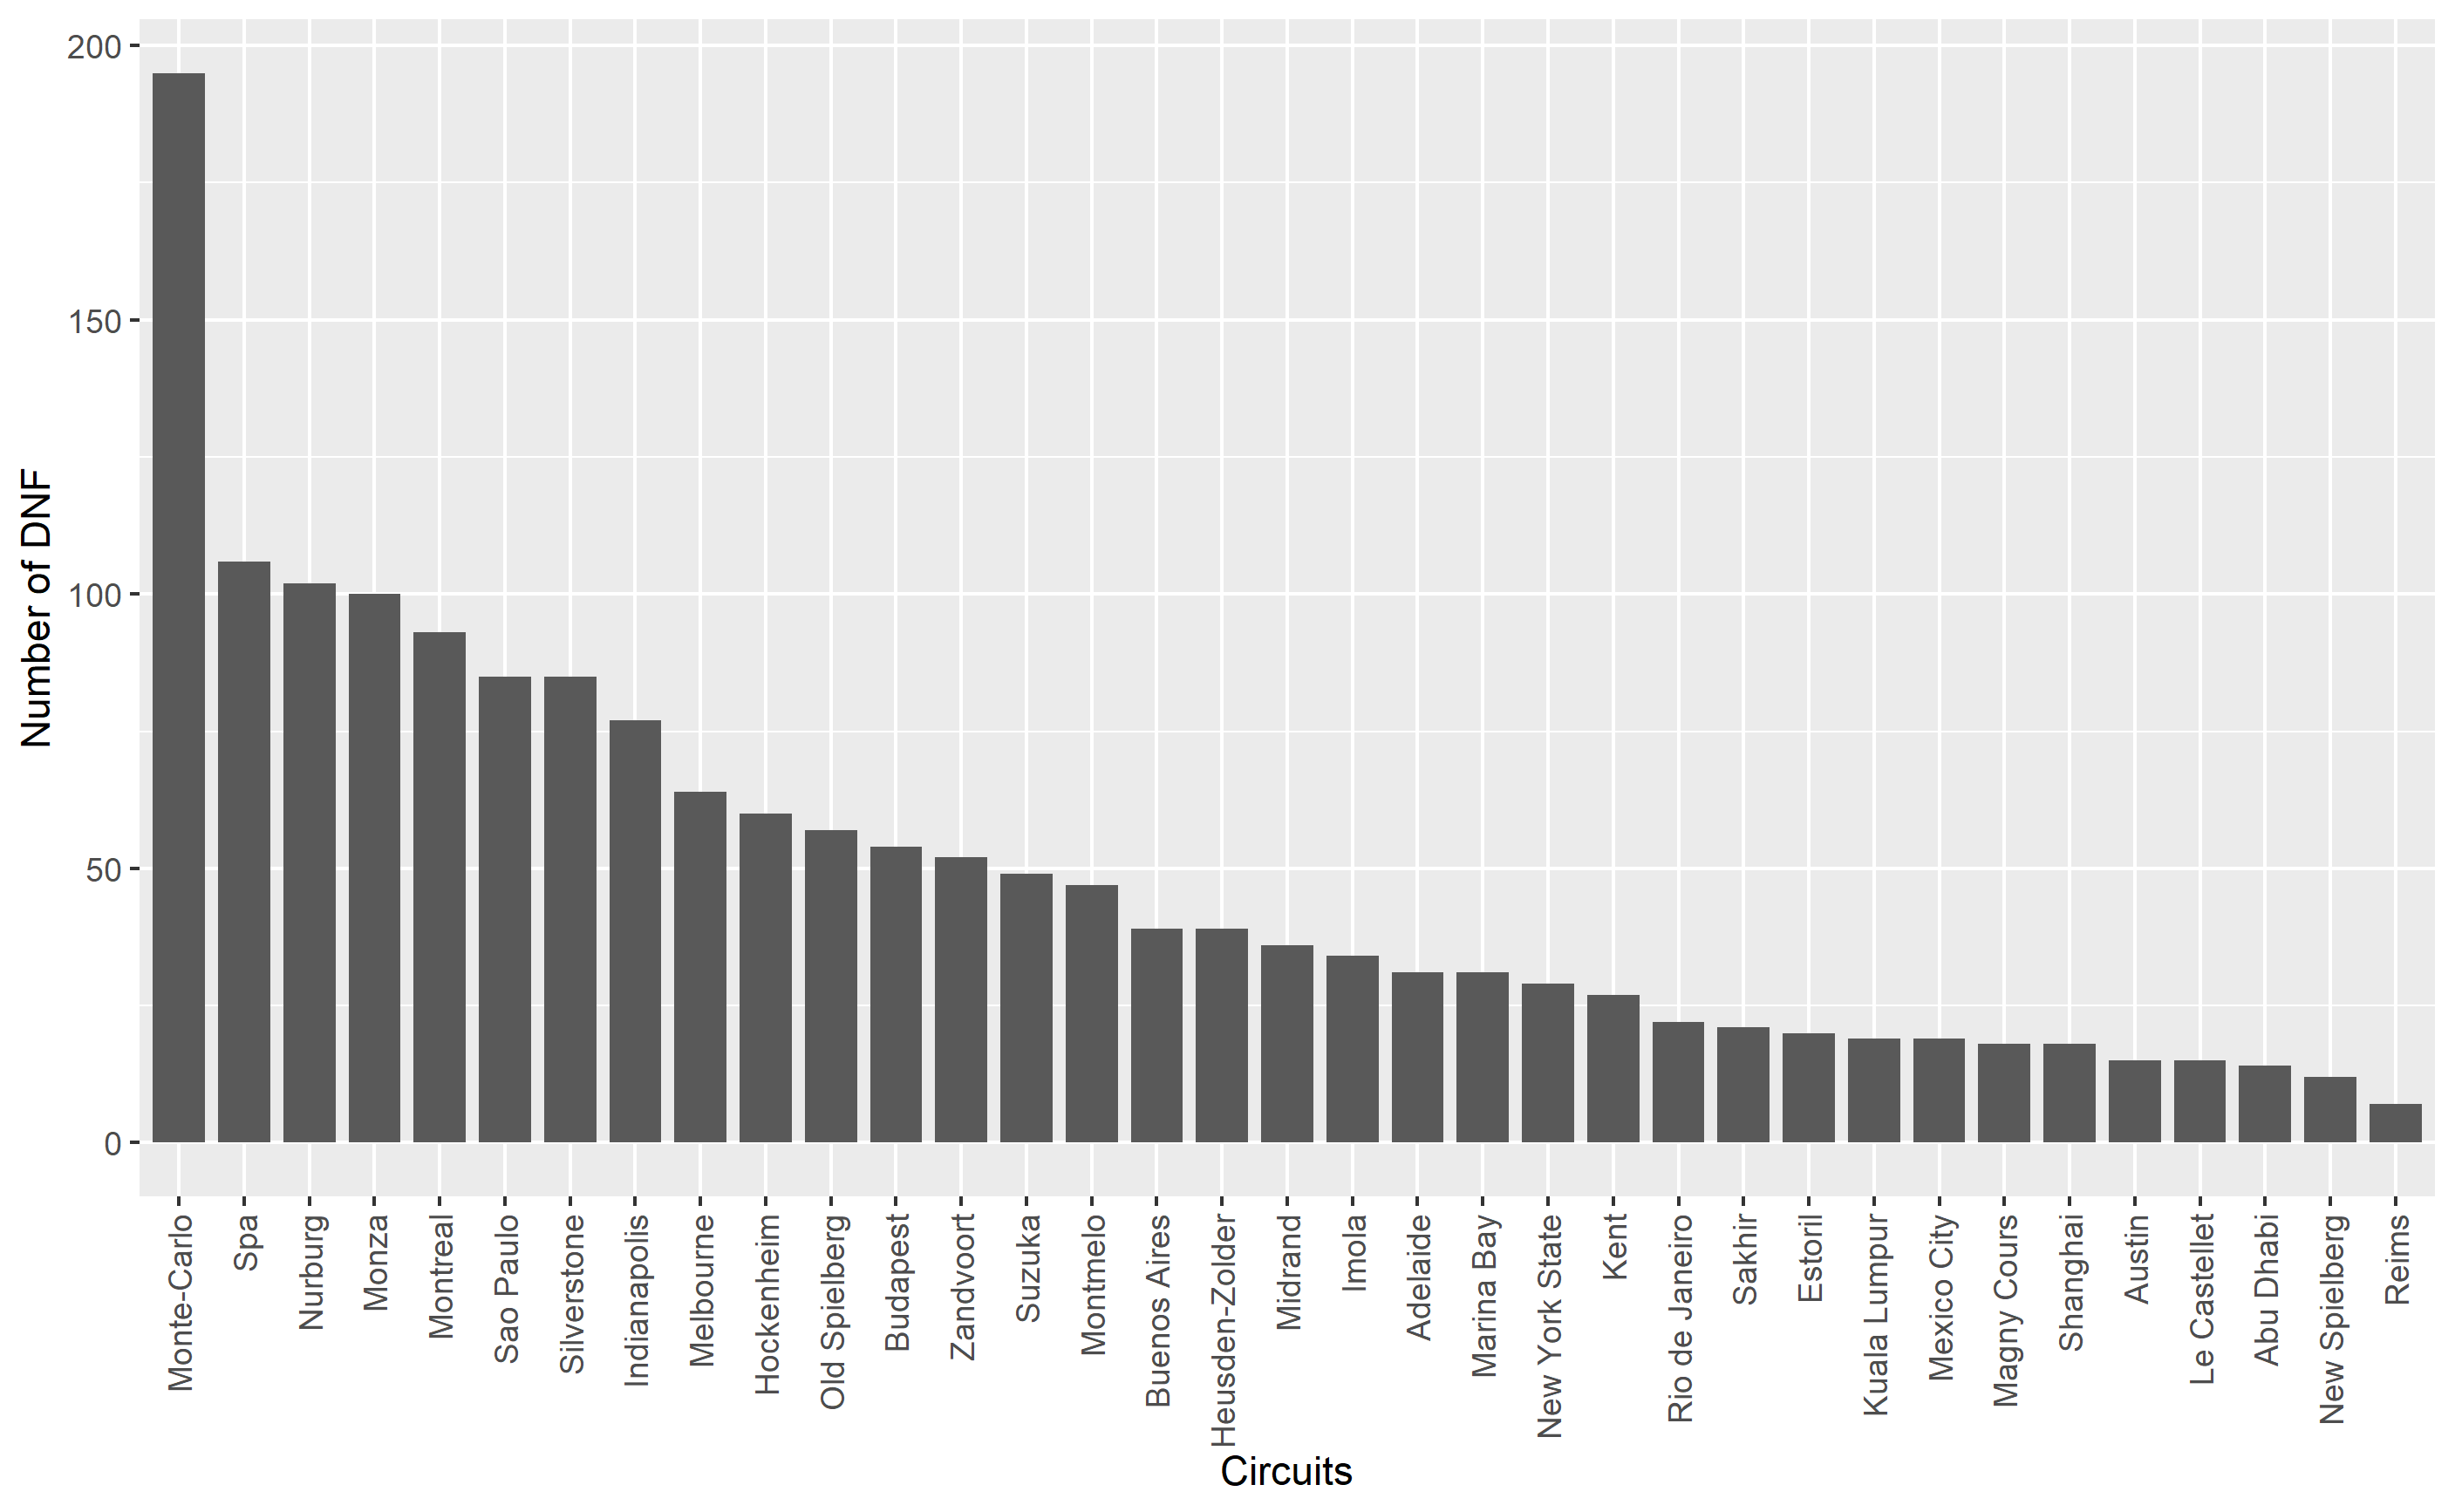 Number of DNF
200
150
100
50
0
Monte-Carlo
Spa
Nurburg
Monza
Montreal
Sao Paulo
Silverstone
Indianapolis
Melbourne
Hockenheim
Old Spielberg
Budapest
Zandvoort
Suzuka
Montmelo
Buenos Aires
Heusden-Zolder
Midrand
Imola
Adelaide
Marina Bay
New York State
Kent
Rio de Janeiro
Sakhir
Estoril
Kuala Lumpur
Mexico City
Magny Cours
Shanghai
Austin
Le Castellet
Abu Dhabi
New Spielberg
Reims
Circuits